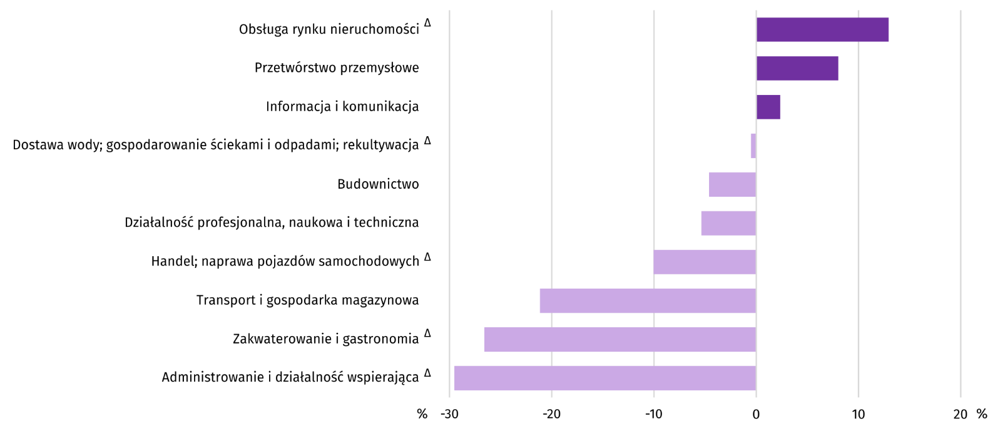 Obsługa rynku nieruchomości Δ
Przetwórstwo przemysłowe
Informacja i komunikacja
Dostawa wody; gospodarowanie ściekami i odpadami; rekultywacja Δ
Budownictwo
Działalność profesjonalna, naukowa i techniczna
Handel; naprawa pojazdów samochodowych Δ
Transport i gospodarka magazynowa
Zakwaterowanie i gastronomia Δ
Administrowanie i działalność wspierająca Δ
% -30 -20 -10 0 10 20 %